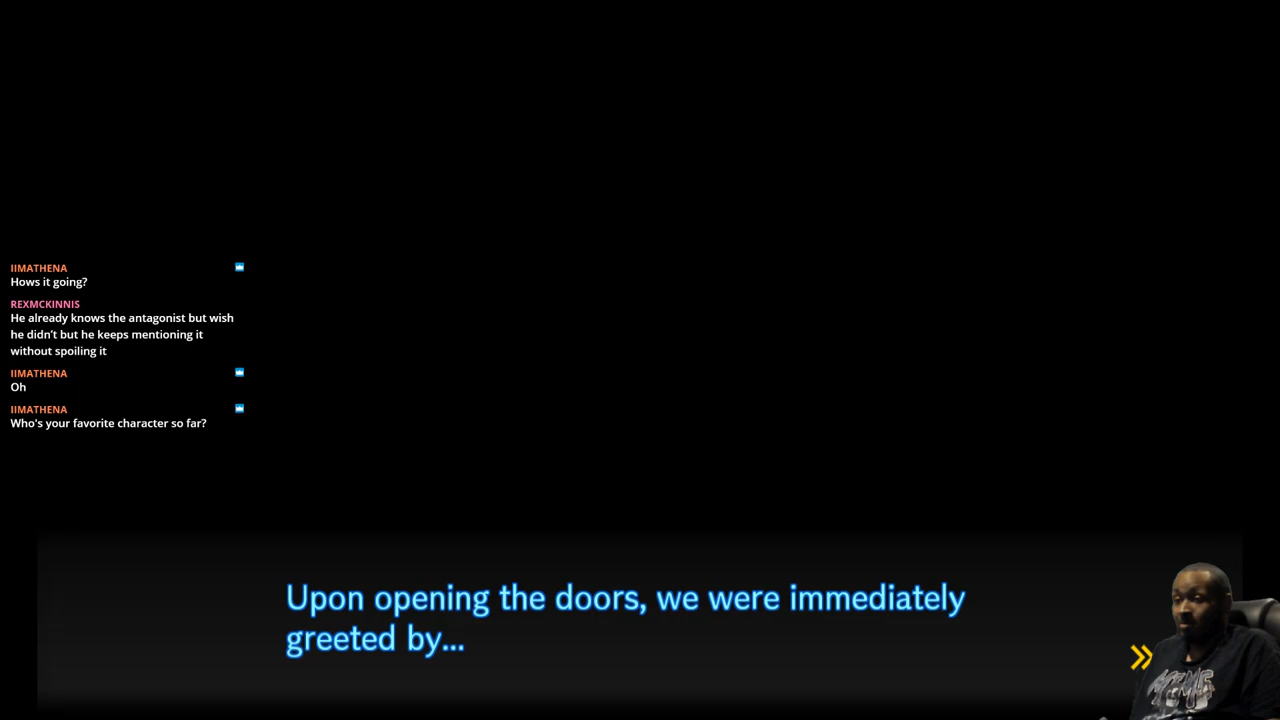 IIMATHENA
Hows it going?
REXMCKINNIS
He already knows the antagonist but wish
he didn't but he keeps mentioning it
without spoiling it
IIMATHENA
Oh
IIMATHENA
Who's your favorite character so far?
Upon opening the doors, we were immediately
greeted by...